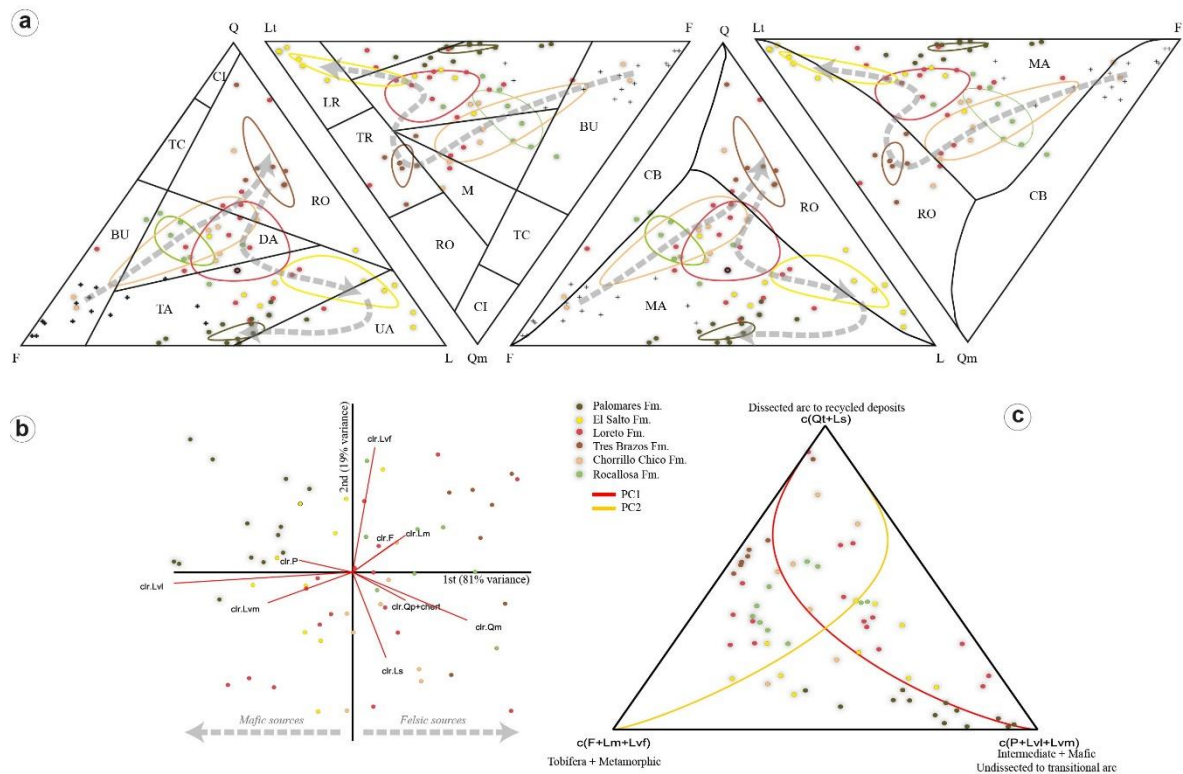 a
Q
CI
TC
BU
RO
DA
TA
UA
F
L
Lt
F
LR
TR
BU
M
RO
TC
CI
Qm
Q
CB
RO
MA
F
L
Lt
F
MA
RO
CB
Qm
b
2nd (19% variance)
clr.Lvf
clr.F
clr.Lm
clr.P
1st (81% variance)
clr.Lvl
clr.Lvm
clr.Qp+chert
clr.Qm
clr.Ls
Mafic sources
Felsic sources
Palomares Fm.
El Salto Fm.
Loreto Fm.
Tres Brazos Fm.
Chorrillo Chico Fm.
Rocallosa Fm.
PC1
PC2
c
Dissected arc to recycled deposits
c(Qt+Ls)
c(F+Lm+Lvf)
Tobífera + Metamorphic
c(P+Lvl+Lvm)
Intermediate + Mafic
Undissected to transitional arc